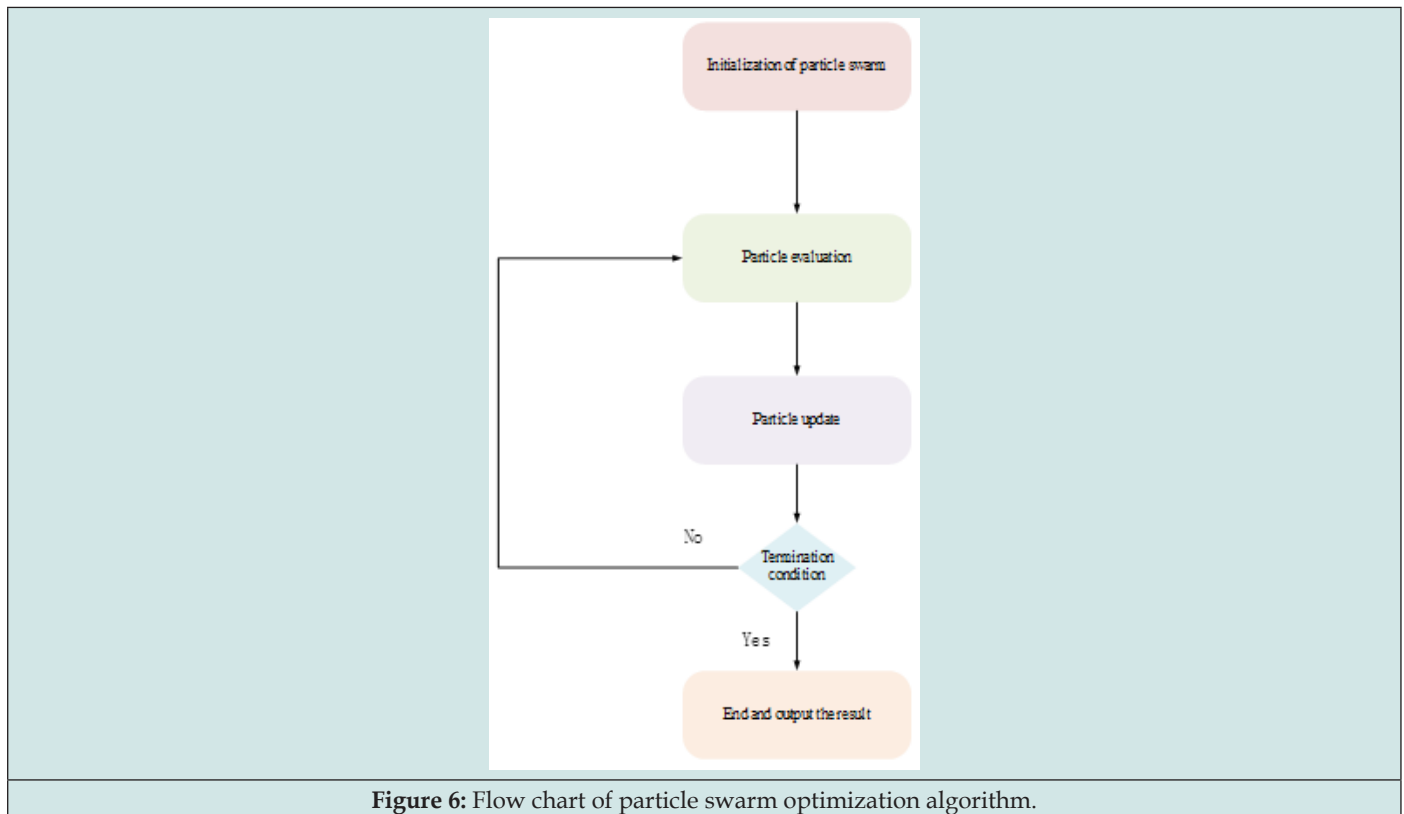 Initialization of particle swarm
Particle evaluation
Particle update
No
Termination
condition
Yes
End and output the result
Figure 6: Flow chart of particle swarm optimization algorithm.